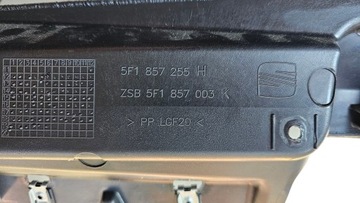 5F1 857 255 H
ZSB 5F1 857 003 K
> PP LGF20 <